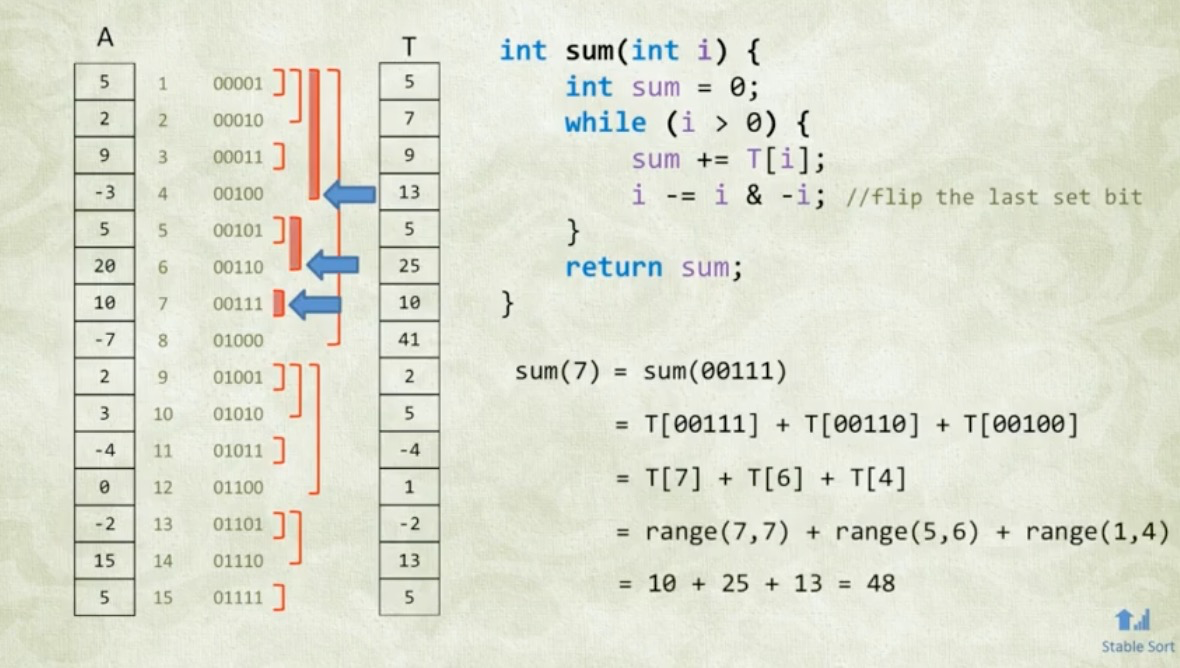 A T
5 1 00001 5
2 2 00010 7
9 3 00011 9
-3 4 00100 13
5 5 00101 5
20 6 00110 25
10 7 00111 10
-7 8 01000 41
2 9 01001 2
3 10 01010 5
-4 11 01011 -4
0 12 01100 1
-2 13 01101 -2
15 14 01110 13
5 15 01111 5
int sum(int i) {
int sum = 0;
while (i > 0) {
sum += T[i];
i -= i & -i; //flip the last set bit
}
return sum;
}
sum(7) = sum(00111)
= T[00111] + T[00110] + T[00100]
= T[7] + T[6] + T[4]
= range(7,7) + range(5,6) + range(1,4)
= 10 + 25 + 13 = 48
Stable Sort